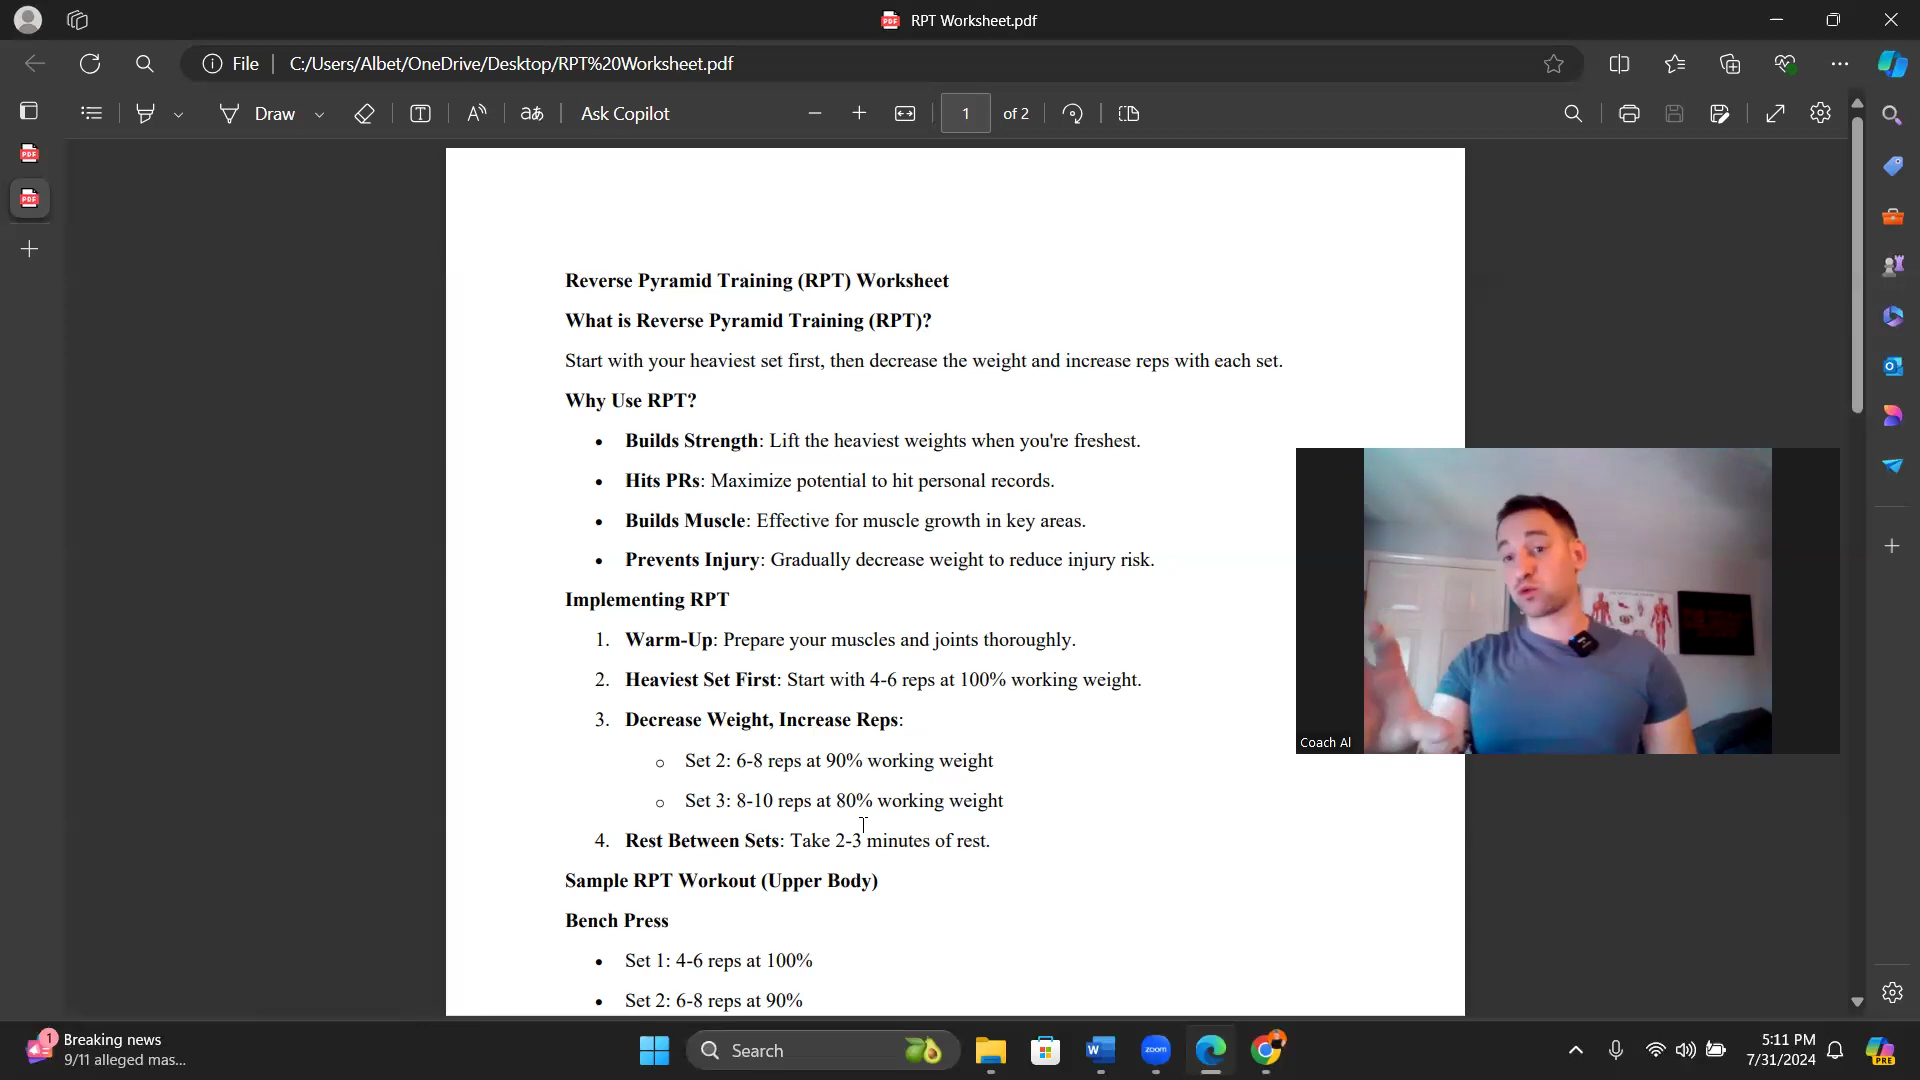 RPT Worksheet.pdf
File
C:/Users/Albet/OneDrive/Desktop/RPT%20Worksheet.pdf
Draw
Ask Copilot
1
of 2
Reverse Pyramid Training (RPT) Worksheet
What is Reverse Pyramid Training (RPT)?
Start with your heaviest set first, then decrease the weight and increase reps with each set.
Why Use RPT?
• Builds Strength: Lift the heaviest weights when you're freshest.
• Hits PRs: Maximize potential to hit personal records.
• Builds Muscle: Effective for muscle growth in key areas.
• Prevents Injury: Gradually decrease weight to reduce injury risk.
Implementing RPT
1. Warm-Up: Prepare your muscles and joints thoroughly.
2. Heaviest Set First: Start with 4-6 reps at 100% working weight.
3. Decrease Weight, Increase Reps:
○ Set 2: 6-8 reps at 90% working weight
○ Set 3: 8-10 reps at 80% working weight
4. Rest Between Sets: Take 2-3 minutes of rest.
Sample RPT Workout (Upper Body)
Bench Press
• Set 1: 4-6 reps at 100%
• Set 2: 6-8 reps at 90%
Coach Al
1
Breaking news
9/11 alleged mas...
Search
zoom
5:11 PM
7/31/2024
PRE